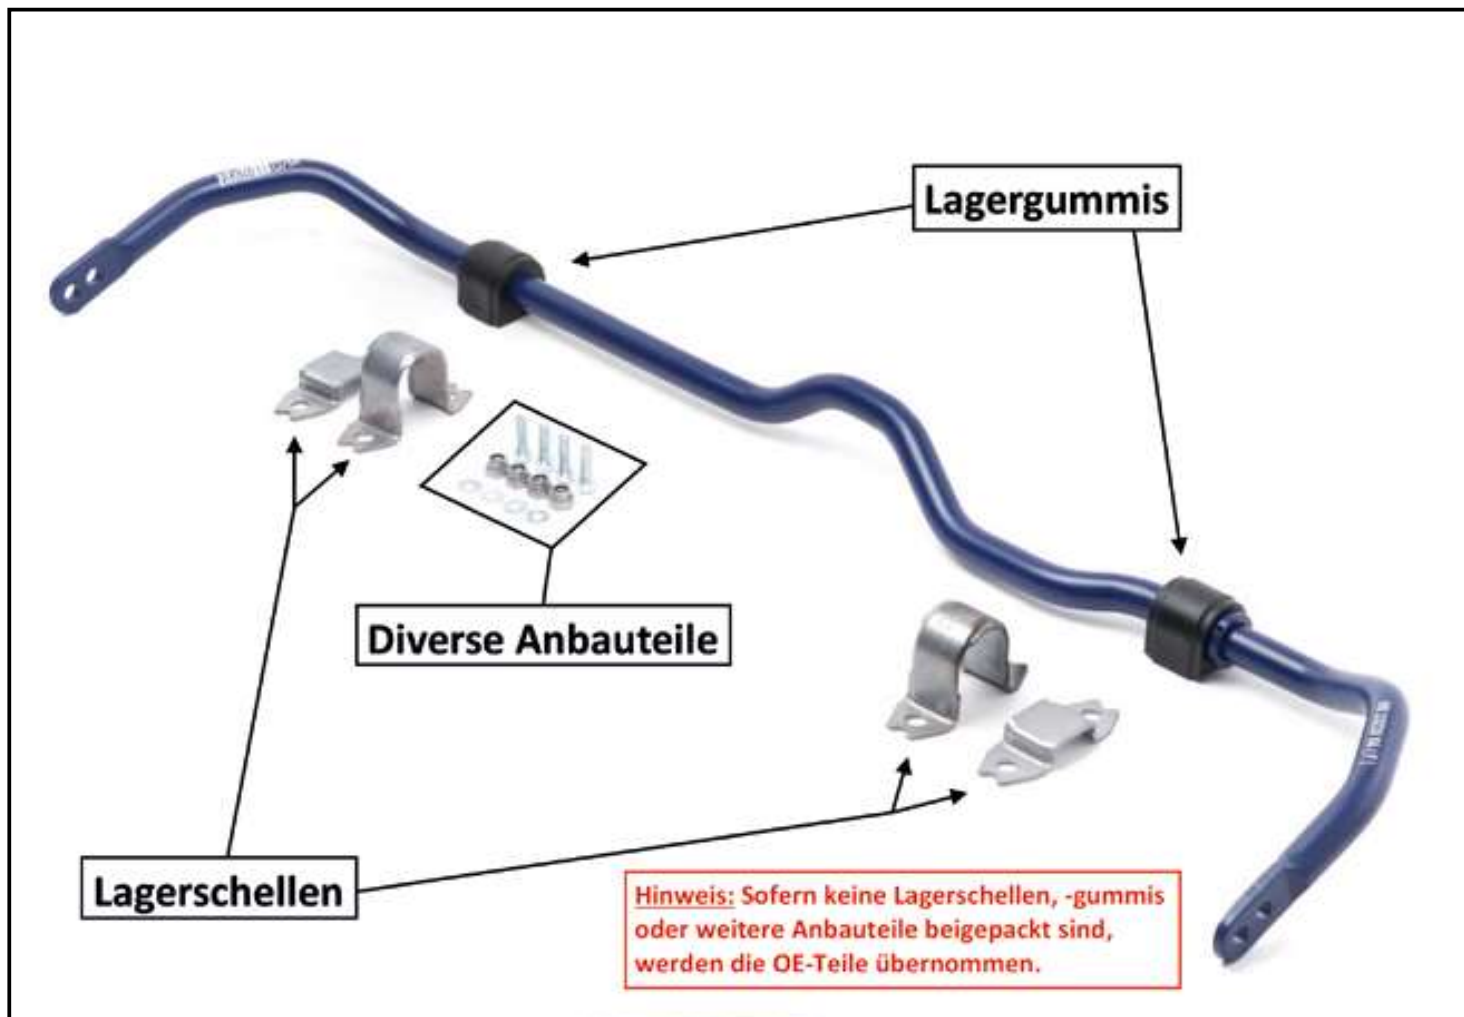 Lagergummis
Diverse Anbauteile
Lagerschellen
Hinweis: Sofern keine Lagerschellen, -gummis
oder weitere Anbauteile beigepackt sind,
werden die OE-Teile übernommen.